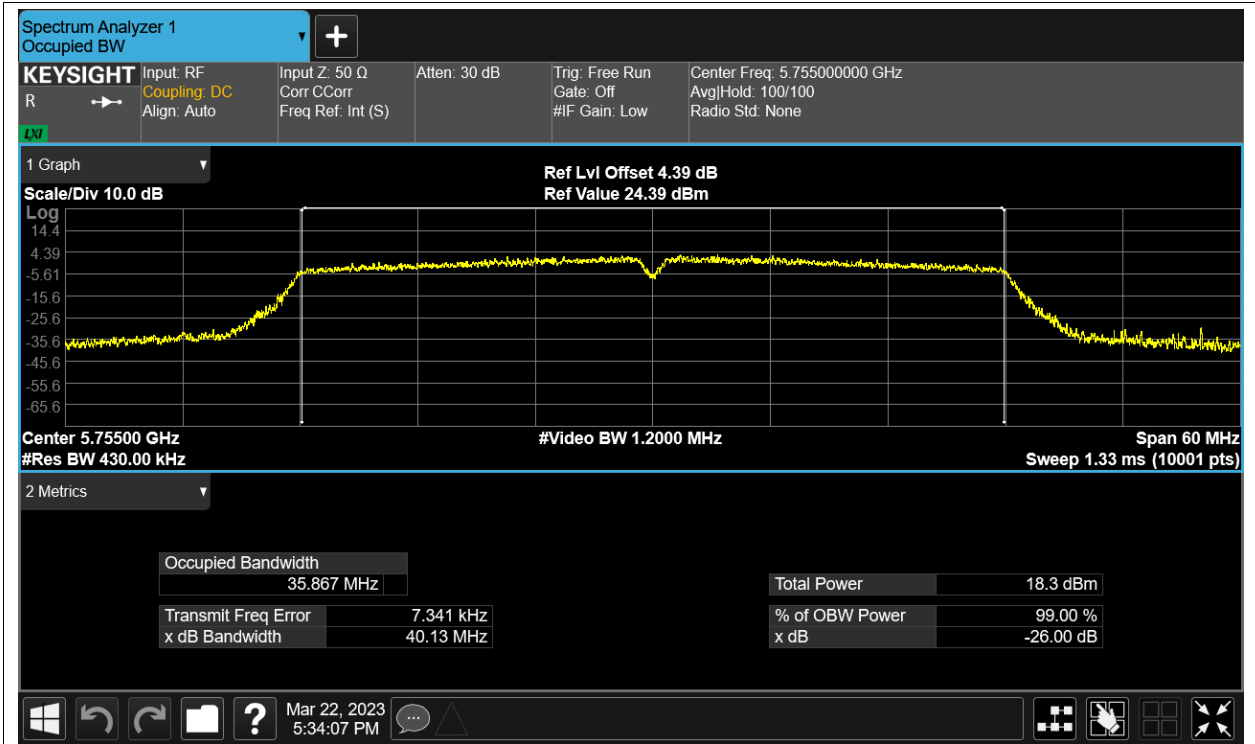 Spectrum Analyzer 1
Occupied BW
KEYSIGHT
R
LXI
Input: RF
Coupling: DC
Align: Auto
Input Z: 50 Ω
Corr CCorr
Freq Ref: Int (S)
Atten: 30 dB
Trig: Free Run
Gate: Off
#IF Gain: Low
Center Freq: 5.755000000 GHz
Avg|Hold: 100/100
Radio Std: None
1 Graph
Scale/Div 10.0 dB
Ref Lvl Offset 4.39 dB
Ref Value 24.39 dBm
Log
14.4
4.39
-5.61
-15.6
-25.6
-35.6
-45.6
-55.6
-65.6
Center 5.75500 GHz
#Video BW 1.2000 MHz
Span 60 MHz
#Res BW 430.00 kHz
Sweep 1.33 ms (10001 pts)
2 Metrics
Occupied Bandwidth
35.867 MHz
Transmit Freq Error 7.341 kHz
x dB Bandwidth 40.13 MHz
Total Power 18.3 dBm
% of OBW Power 99.00 %
x dB -26.00 dB
?
Mar 22, 2023
5:34:07 PM